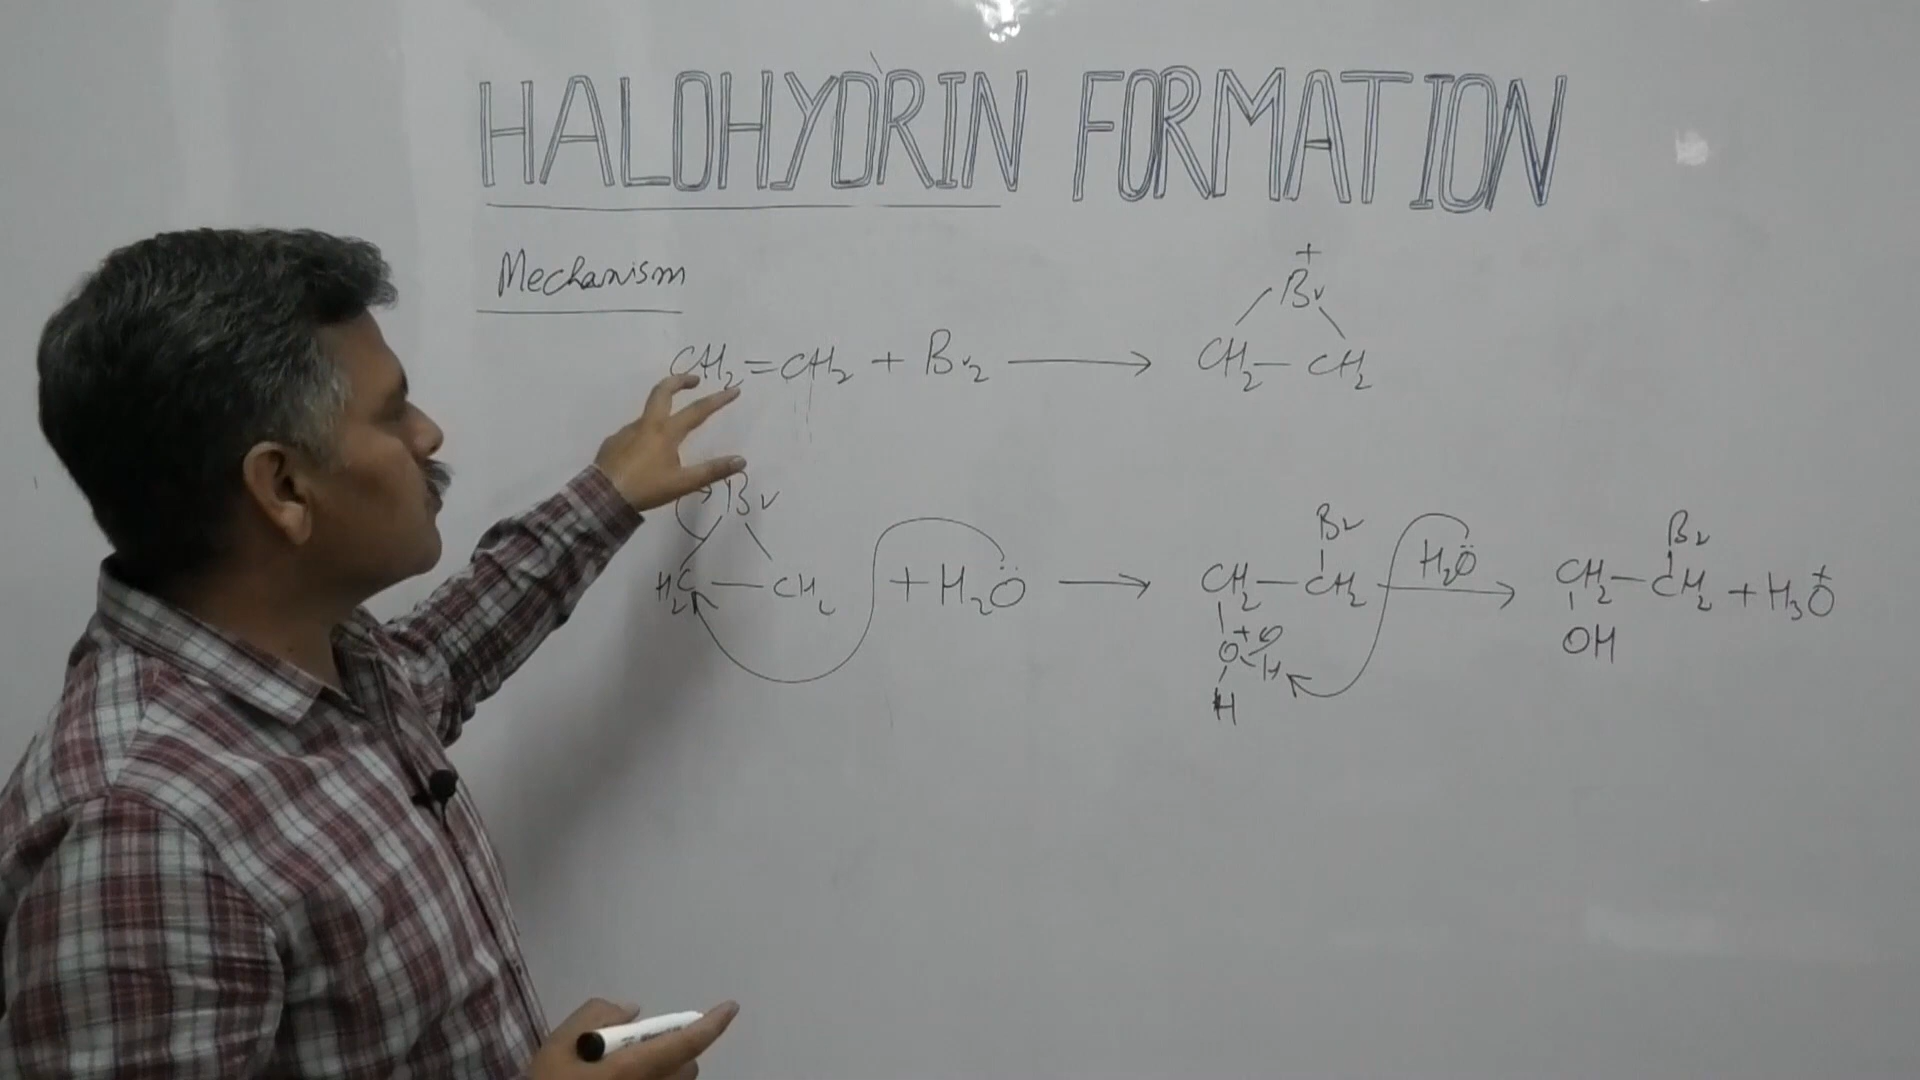 HALOHYDRIN FORMATION
Mechanism
CH2=CH2 + Br2 ⟶ CH2—CH2 Br +
Br
H2C—CH2 + H2Ö ⟶ CH2—CH2 Br O+ H H H2Ö ⟶ CH2—CH2 Br OH + H3O+